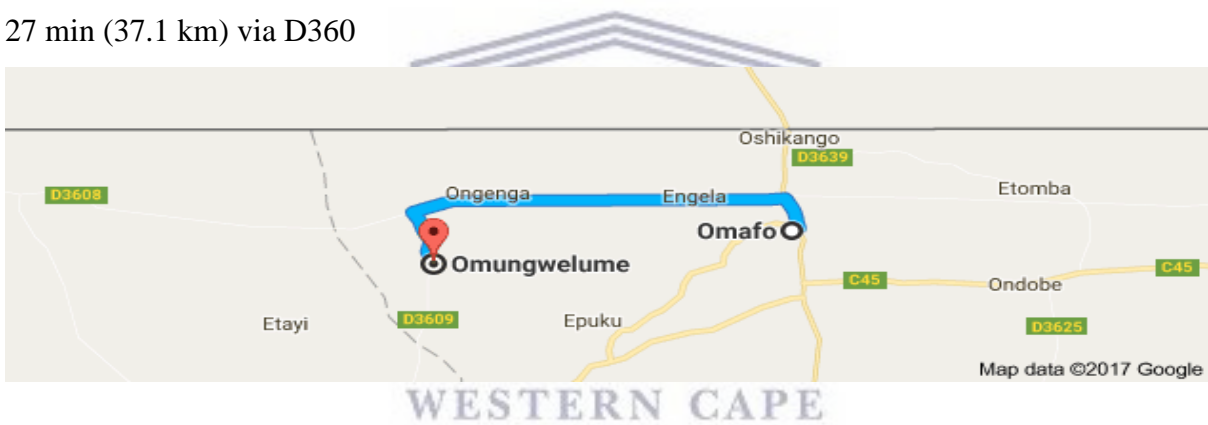 27 min (37.1 km) via D360
Oshikango
D3639
D3608
Ongenga
Engela
Etomba
Omafo
Omungwelume
C45
C45
Ondobe
Etayi
D3609
Epuku
D3625
Map data ©2017 Google
WESTERN CAPE